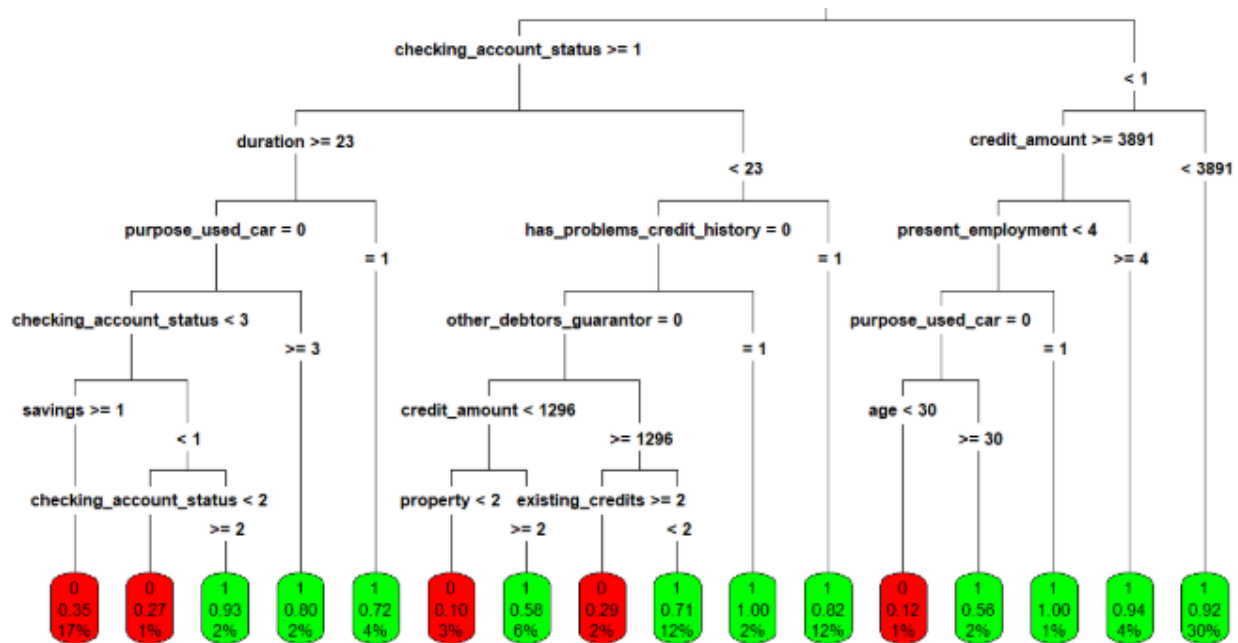 checking_account_status >= 1
< 1
duration >= 23
credit_amount >= 3891
< 23
< 3891
purpose_used_car = 0
has_problems_credit_history = 0
present_employment < 4
= 1
= 1
>= 4
checking_account_status < 3
other_debtors_guarantor = 0
purpose_used_car = 0
>= 3
= 1
= 1
savings >= 1
credit_amount < 1296
age < 30
< 1
>= 1296
>= 30
checking_account_status < 2
property < 2
existing_credits >= 2
>= 2
>= 2
< 2
0 0 1 1 1 0 1 0 1 1 1 0 1 1 1 1
0.35 0.27 0.93 0.80 0.72 0.10 0.58 0.29 0.71 1.00 0.82 0.12 0.56 1.00 0.94 0.92
17% 1% 2% 2% 4% 3% 6% 2% 12% 2% 12% 1% 2% 1% 4% 30%